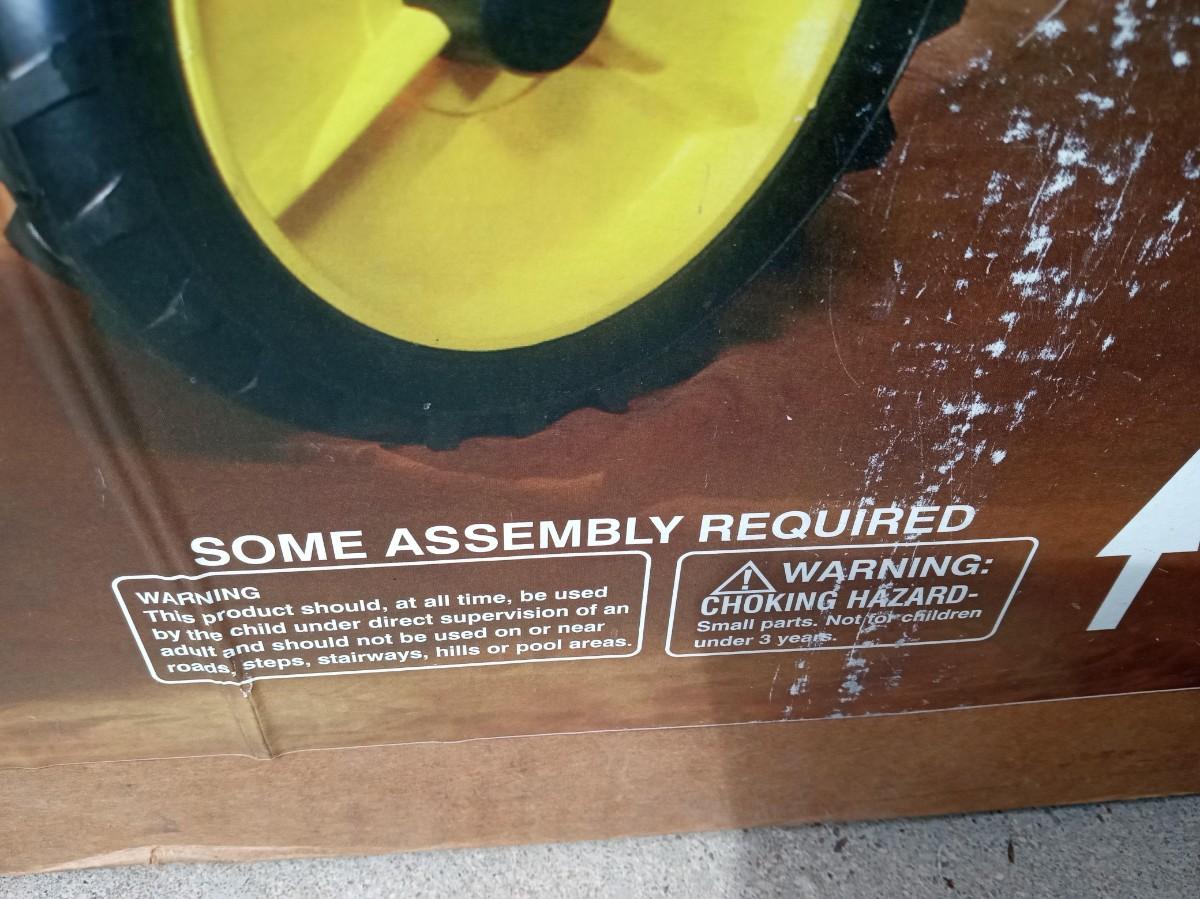 SOME ASSEMBLY REQUIRED
WARNING
This product should, at all time, be used
by the child under direct supervision of an
adult and should not be used on or near
roads, steps, stairways, hills or pool areas.
WARNING:
CHOKING HAZARD-
Small parts. Not for children
under 3 years.